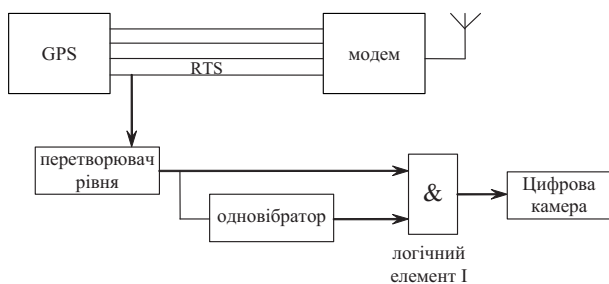 GPS
модем
RTS
перетворювач
рівня
одновібратор
&
Цифрова
камера
логічний
елемент І